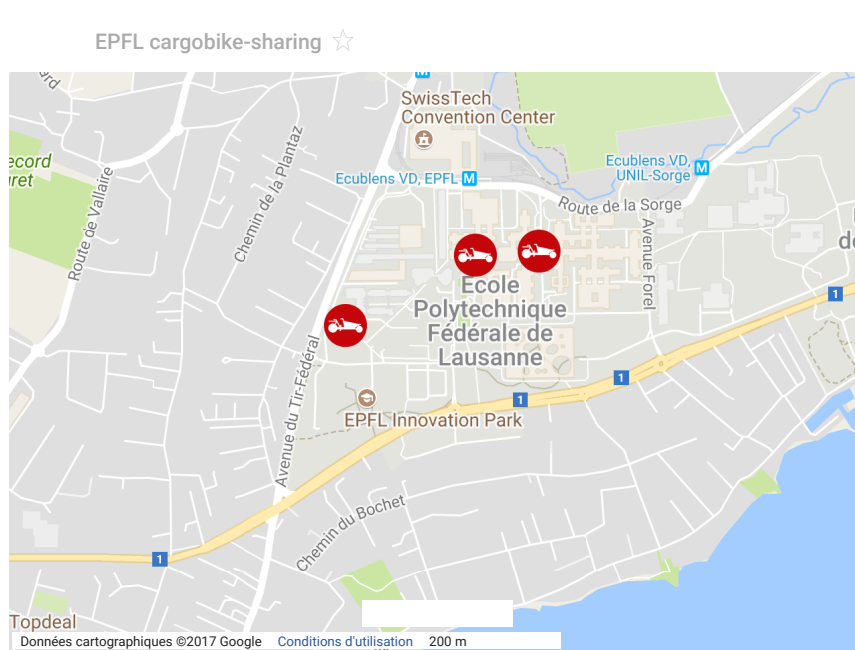 EPFL cargobike-sharing
SwissTech
Convention Center
Ecublens VD, EPFL
M
Ecublens VD,
UNIL-Sorge
M
Route de la Sorge
Chemin de la Plantaz
Route de Vallaire
Avenue Forel
1
Ecole
Polytechnique
Fédérale de
Lausanne
1
1
Avenue du Tir-Fédéral
EPFL Innovation Park
Chemin du Bochet
1
Topdeal
Données cartographiques ©2017 Google Conditions d'utilisation 200 m